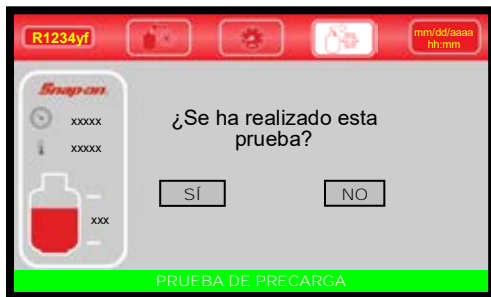 R1234yf
mm/dd/aaaa
hh:mm
Snap-on
xxxxx
xxxxx
xxx
¿Se ha realizado esta
prueba?
SÍ
NO
PRUEBA DE PRECARGA